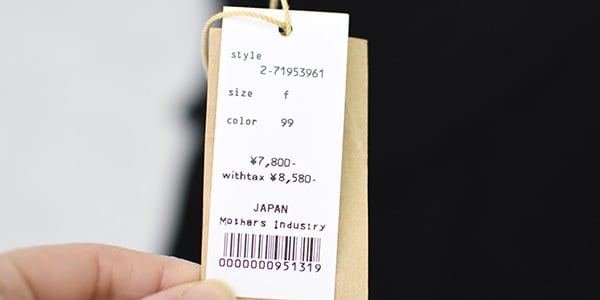 style
2-71953961
size f
color 99
¥7,800-
withtax ¥8,580-
JAPAN
Mothers Industry
0000000951319